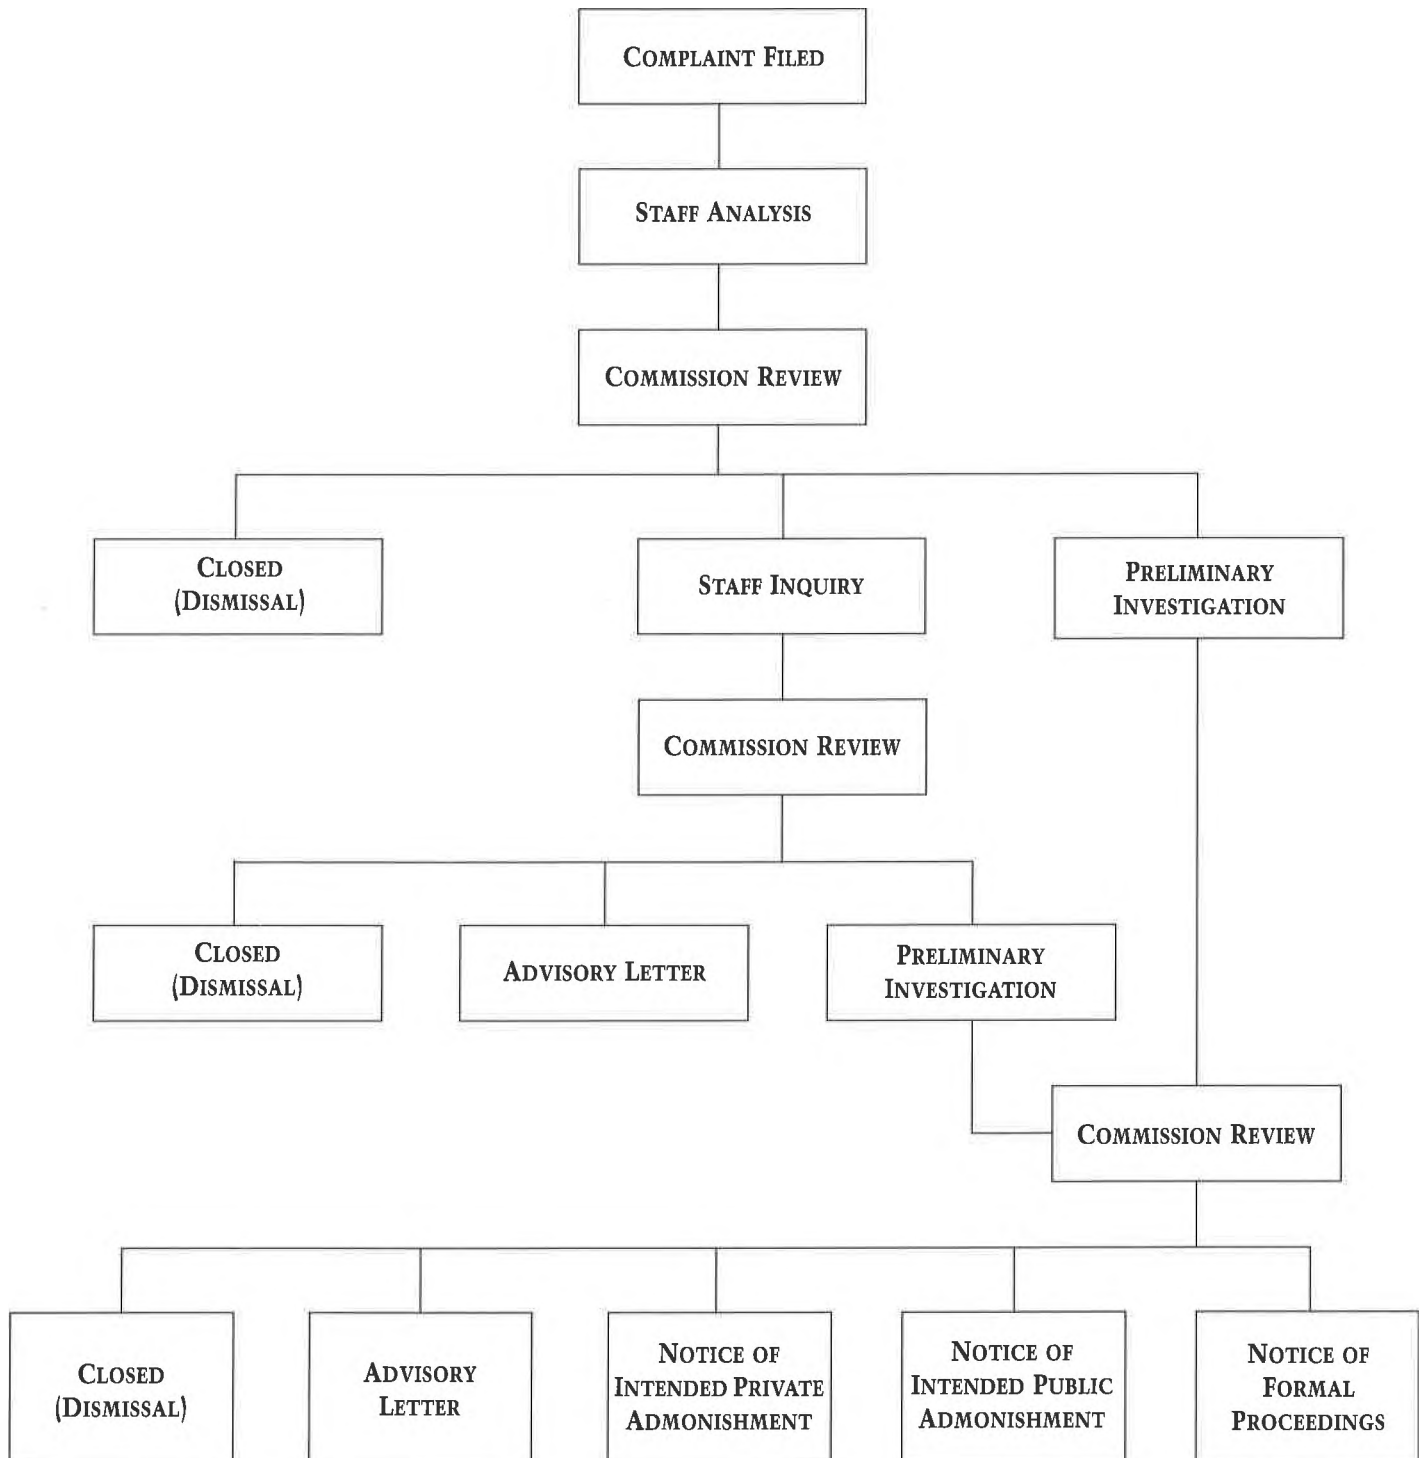 COMPLAINT FILED
STAFF ANALYSIS
COMMISSION REVIEW
CLOSED
(DISMISSAL)
STAFF INQUIRY
PRELIMINARY
INVESTIGATION
COMMISSION REVIEW
CLOSED
(DISMISSAL)
ADVISORY LETTER
PRELIMINARY
INVESTIGATION
COMMISSION REVIEW
CLOSED
(DISMISSAL)
ADVISORY
LETTER
NOTICE OF
INTENDED PRIVATE
ADMONISHMENT
NOTICE OF
INTENDED PUBLIC
ADMONISHMENT
NOTICE OF
FORMAL
PROCEEDINGS